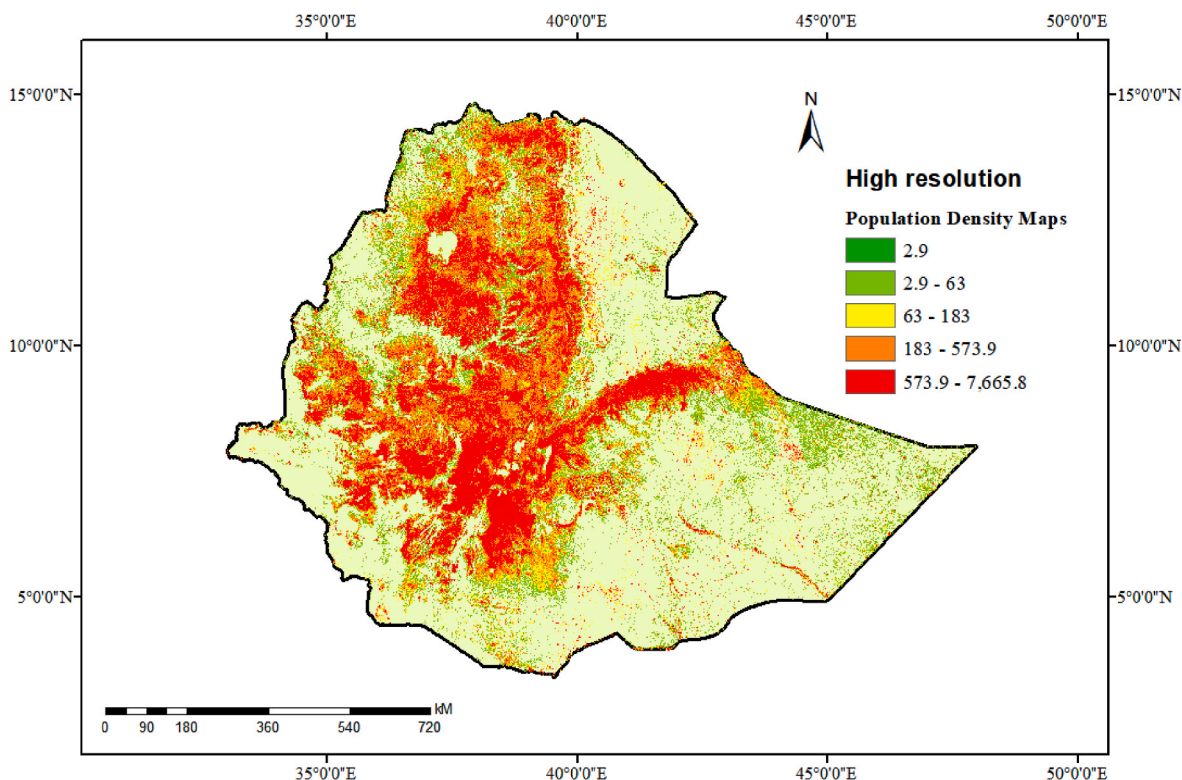 35°0'0"E 40°0'0"E 45°0'0"E 50°0'0"E
15°0'0"N 15°0'0"N
N
High resolution
Population Density Maps
2.9
2.9 - 63
63 - 183
183 - 573.9
573.9 - 7,665.8
10°0'0"N 10°0'0"N
5°0'0"N 5°0'0"N
kM
0 90 180 360 540 720
35°0'0"E 40°0'0"E 45°0'0"E 50°0'0"E